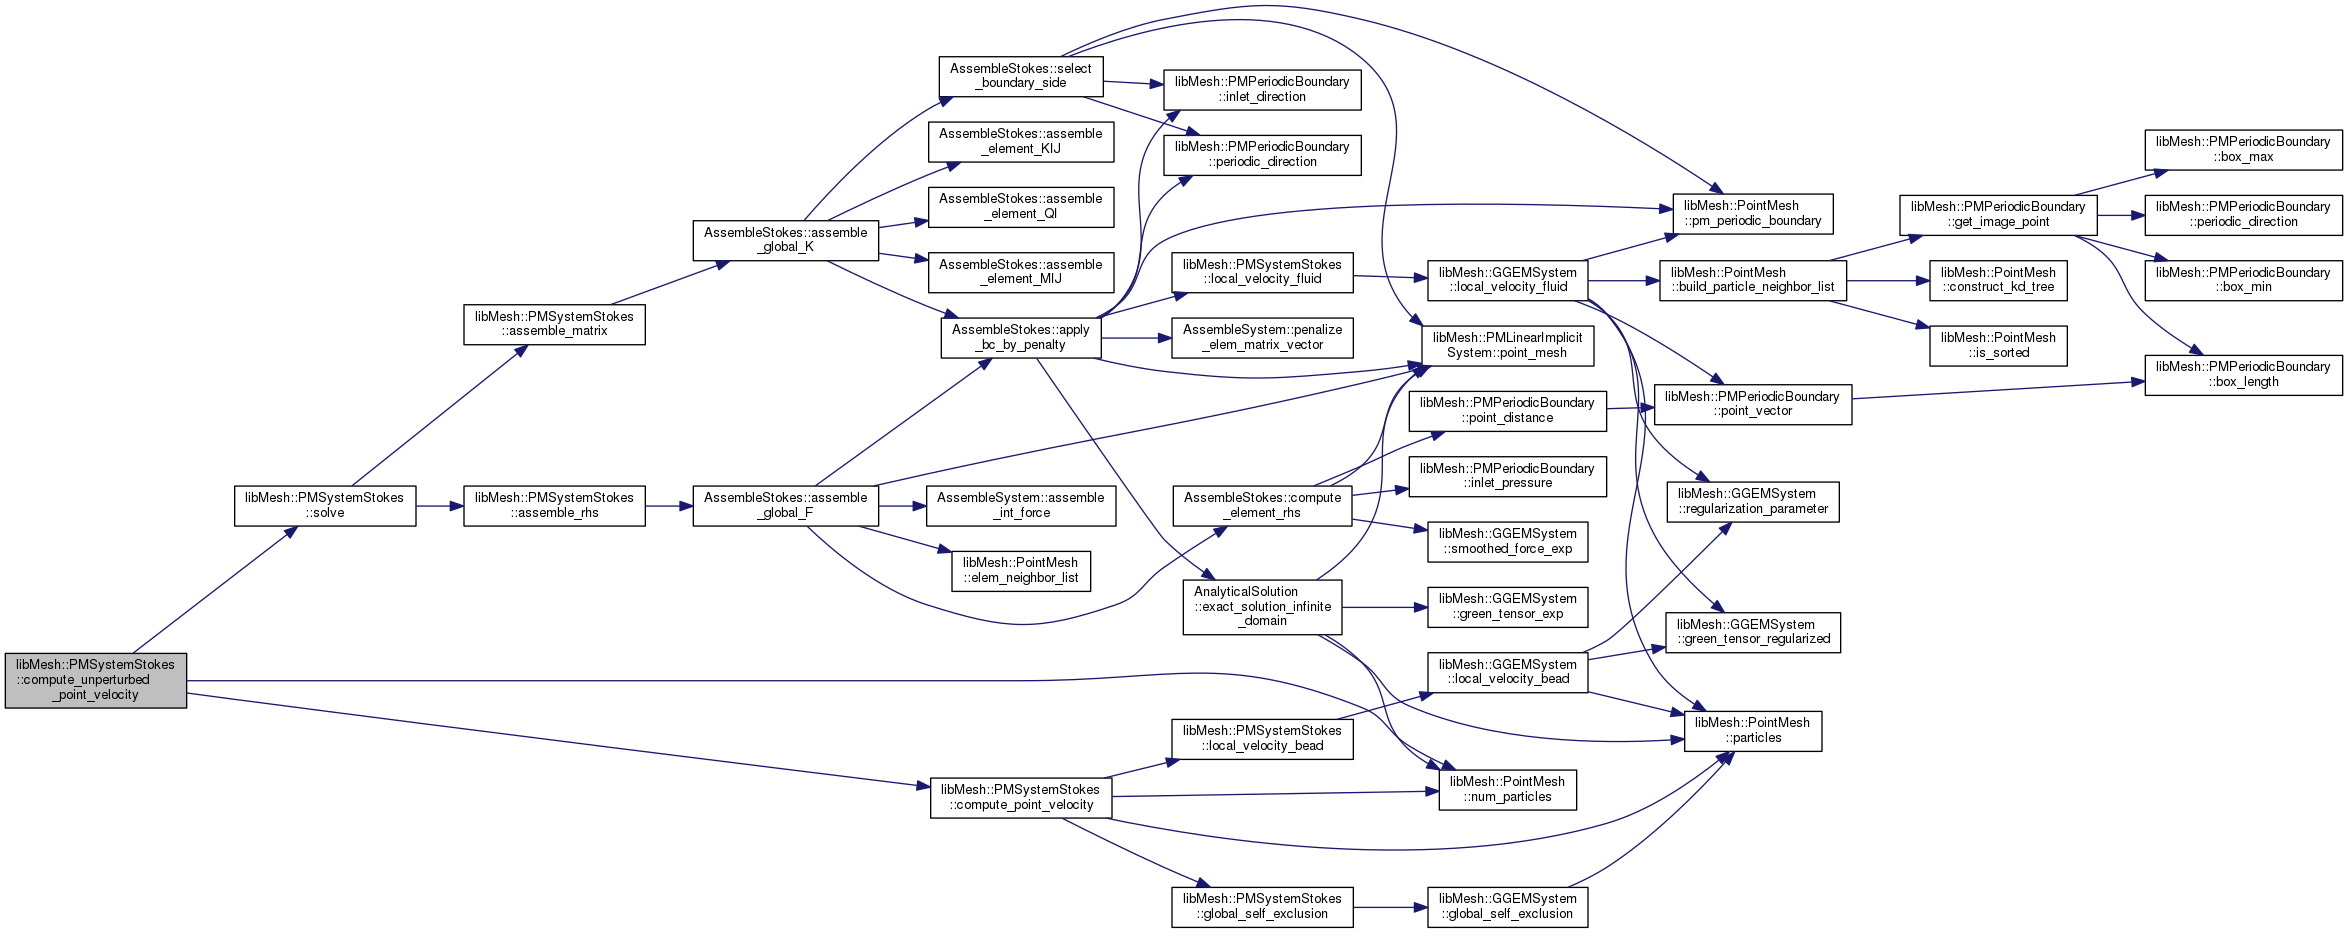 libMesh::PMSystemStokes
::compute_unperturbed
_point_velocity
libMesh::PMSystemStokes
::solve
libMesh::PMSystemStokes
::assemble_matrix
libMesh::PMSystemStokes
::assemble_rhs
AssembleStokes::assemble
_global_K
AssembleStokes::assemble
_global_F
AssembleStokes::select
_boundary_side
AssembleStokes::assemble
_element_KIJ
AssembleStokes::assemble
_element_QI
AssembleStokes::assemble
_element_MIJ
AssembleStokes::apply
_bc_by_penalty
AssembleSystem::assemble
_int_force
libMesh::PointMesh
::elem_neighbor_list
libMesh::PMSystemStokes
::compute_point_velocity
libMesh::PMPeriodicBoundary
::inlet_direction
libMesh::PMPeriodicBoundary
::periodic_direction
libMesh::PMSystemStokes
::local_velocity_fluid
AssembleSystem::penalize
_elem_matrix_vector
AssembleStokes::compute
_element_rhs
AnalyticalSolution
::exact_solution_infinite
_domain
libMesh::PMSystemStokes
::local_velocity_bead
libMesh::PMSystemStokes
::global_self_exclusion
libMesh::GGEMSystem
::local_velocity_fluid
libMesh::PMLinearImplicit
System::point_mesh
libMesh::PMPeriodicBoundary
::point_distance
libMesh::PMPeriodicBoundary
::inlet_pressure
libMesh::GGEMSystem
::smoothed_force_exp
libMesh::GGEMSystem
::green_tensor_exp
libMesh::GGEMSystem
::local_velocity_bead
libMesh::PointMesh
::num_particles
libMesh::GGEMSystem
::global_self_exclusion
libMesh::PointMesh
::pm_periodic_boundary
libMesh::PointMesh
::build_particle_neighbor_list
libMesh::PMPeriodicBoundary
::point_vector
libMesh::GGEMSystem
::regularization_parameter
libMesh::GGEMSystem
::green_tensor_regularized
libMesh::PointMesh
::particles
libMesh::PMPeriodicBoundary
::get_image_point
libMesh::PointMesh
::construct_kd_tree
libMesh::PointMesh
::is_sorted
libMesh::PMPeriodicBoundary
::box_max
libMesh::PMPeriodicBoundary
::periodic_direction
libMesh::PMPeriodicBoundary
::box_min
libMesh::PMPeriodicBoundary
::box_length